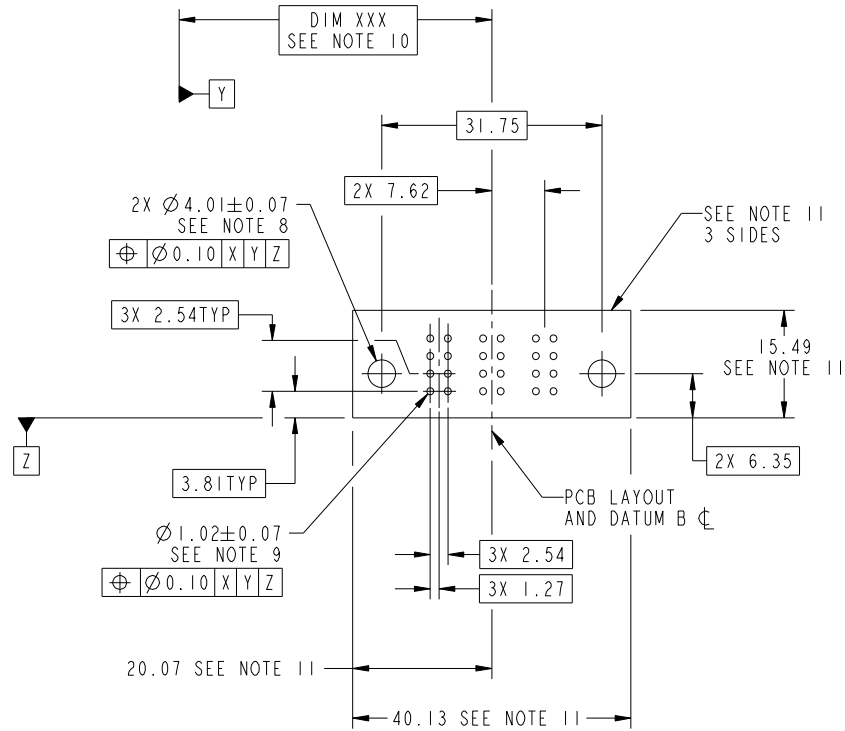 DIM XXX
SEE NOTE 10
Y
31.75
2X 7.62
2X Ø4.01±0.07
SEE NOTE 8
⌖ Ø0.10 X Y Z
SEE NOTE 11
3 SIDES
3X 2.54TYP
15.49
SEE NOTE 11
Z
2X 6.35
3.81TYP
PCB LAYOUT
AND DATUM B ℄
Ø1.02±0.07
SEE NOTE 9
⌖ Ø0.10 X Y Z
3X 2.54
3X 1.27
20.07 SEE NOTE 11
40.13 SEE NOTE 11